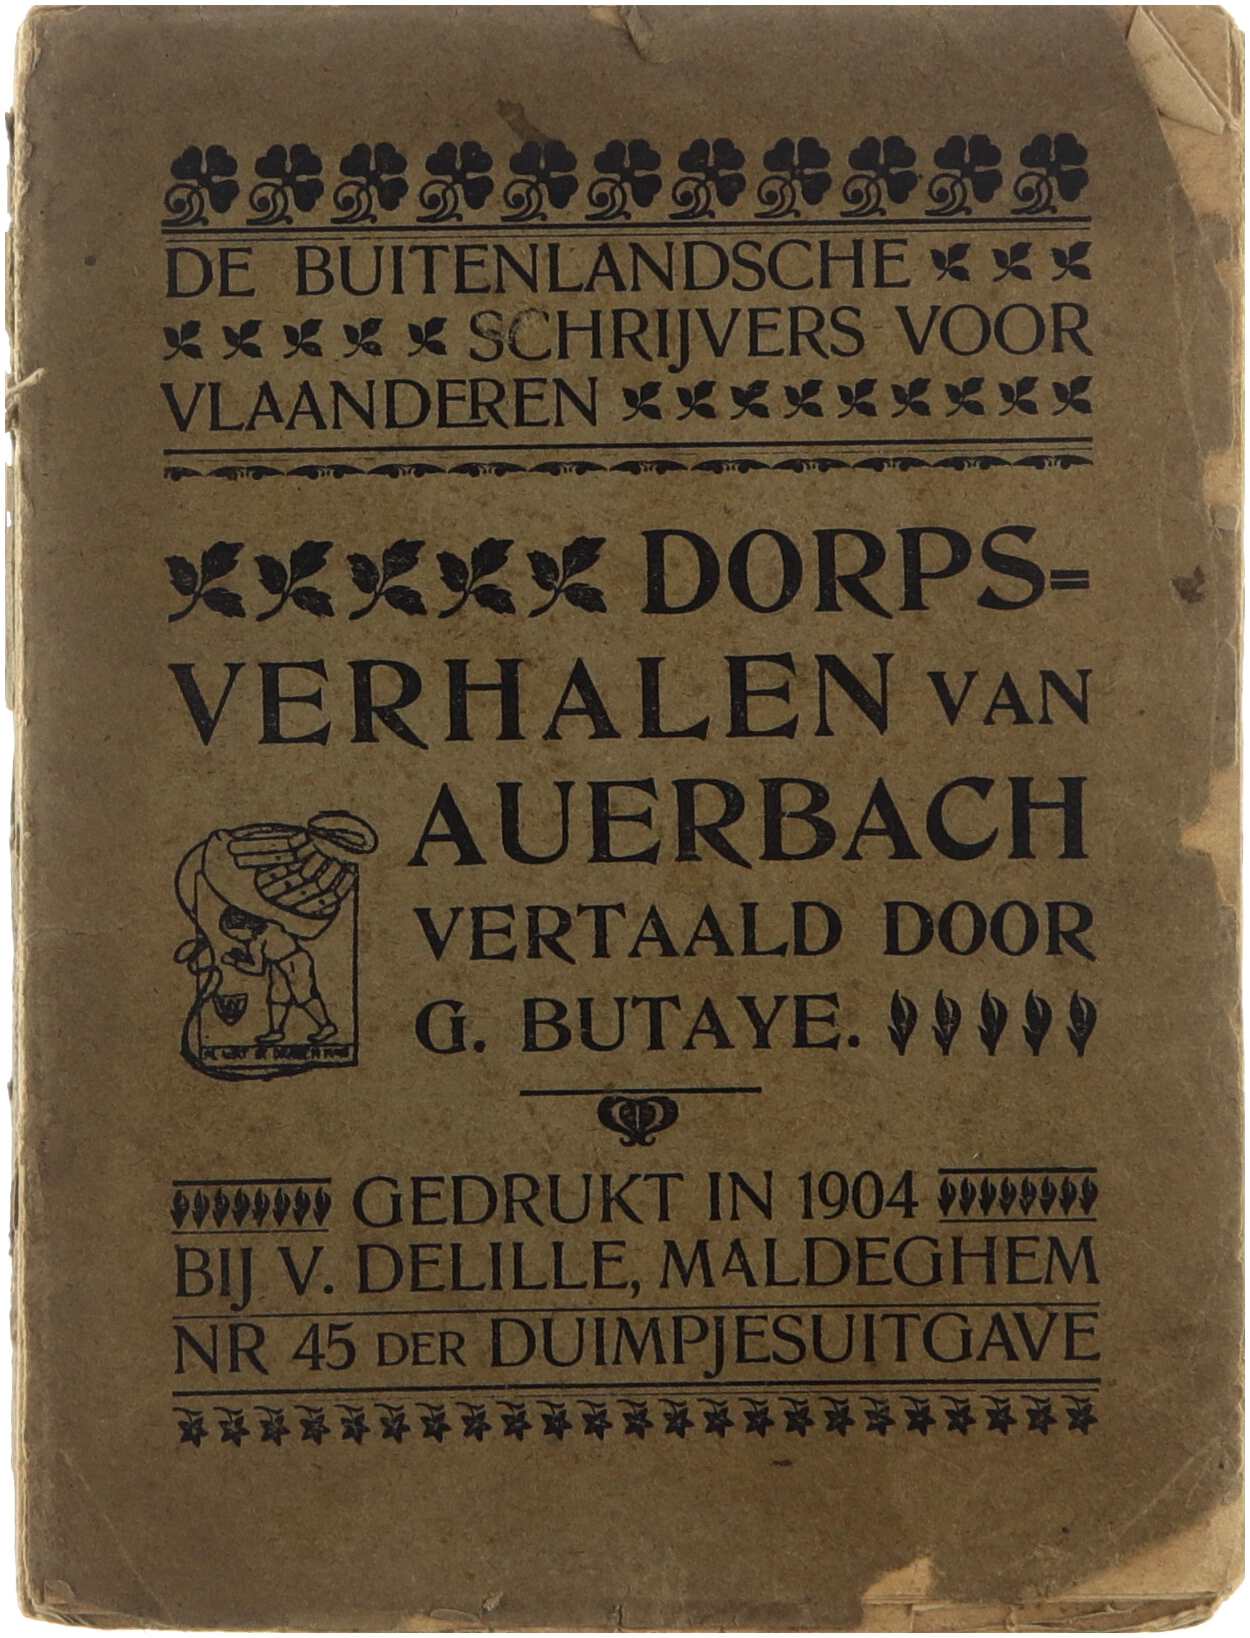 DE BUITENLANDSCHE
SCHRIJVERS VOOR
VLAANDEREN
DORPS=
VERHALEN VAN
AUERBACH
VERTAALD DOOR
G. BUTAYE.
GEDRUKT IN 1904
BIJ V. DELILLE, MALDEGHEM
NR 45 DER DUIMPJESUITGAVE